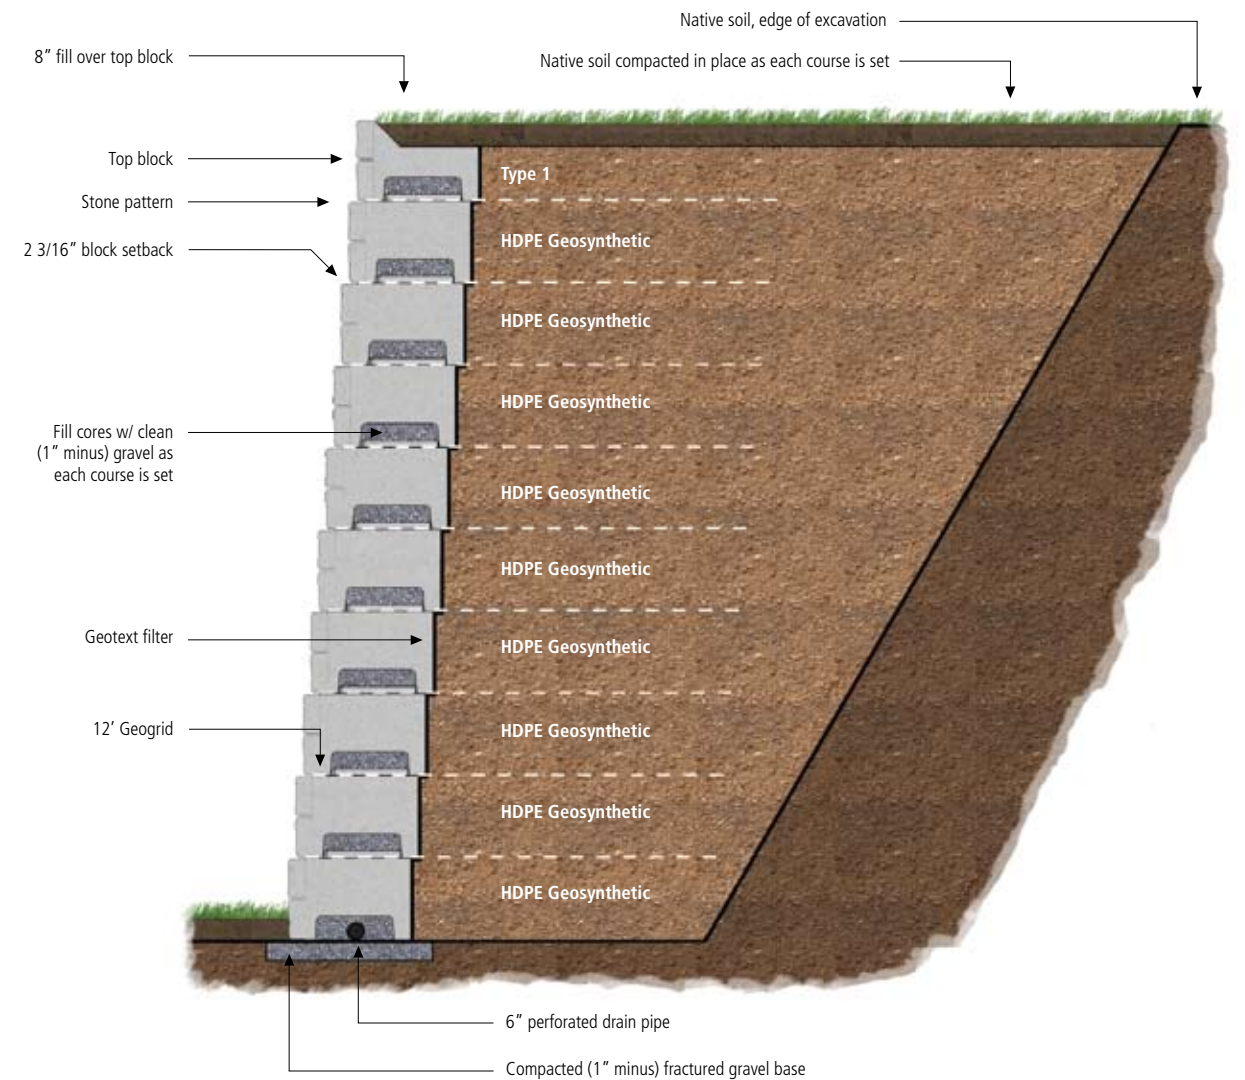 Native soil, edge of excavation
8” fill over top block
Native soil compacted in place as each course is set
Top block
Type 1
Stone pattern
HDPE Geosynthetic
2 3/16” block setback
HDPE Geosynthetic
HDPE Geosynthetic
Fill cores w/ clean
(1” minus) gravel as
each course is set
HDPE Geosynthetic
HDPE Geosynthetic
Geotext filter
HDPE Geosynthetic
12’ Geogrid
HDPE Geosynthetic
HDPE Geosynthetic
HDPE Geosynthetic
6” perforated drain pipe
Compacted (1” minus) fractured gravel base